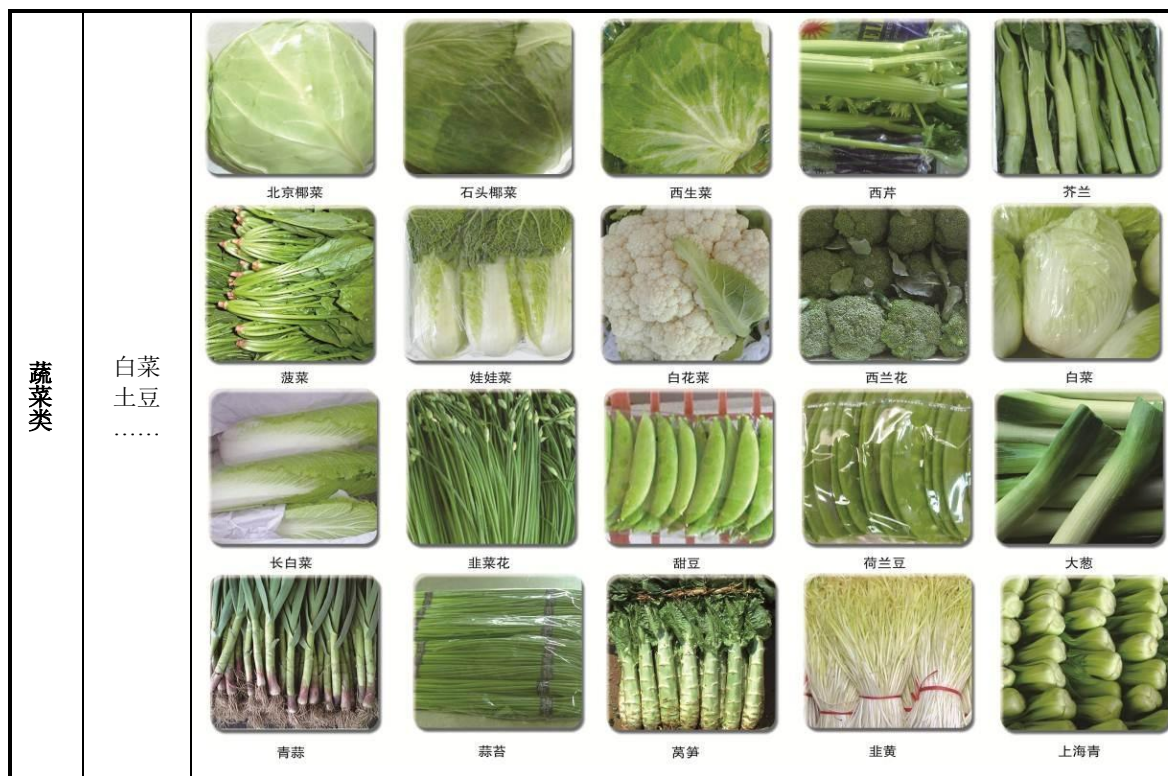 蔬菜类
白菜
土豆
……
北京椰菜
石头椰菜
西生菜
西芹
芥兰
菠菜
娃娃菜
白花菜
西兰花
白菜
长白菜
韭菜花
甜豆
荷兰豆
大葱
青蒜
蒜苔
莴笋
韭黄
上海青